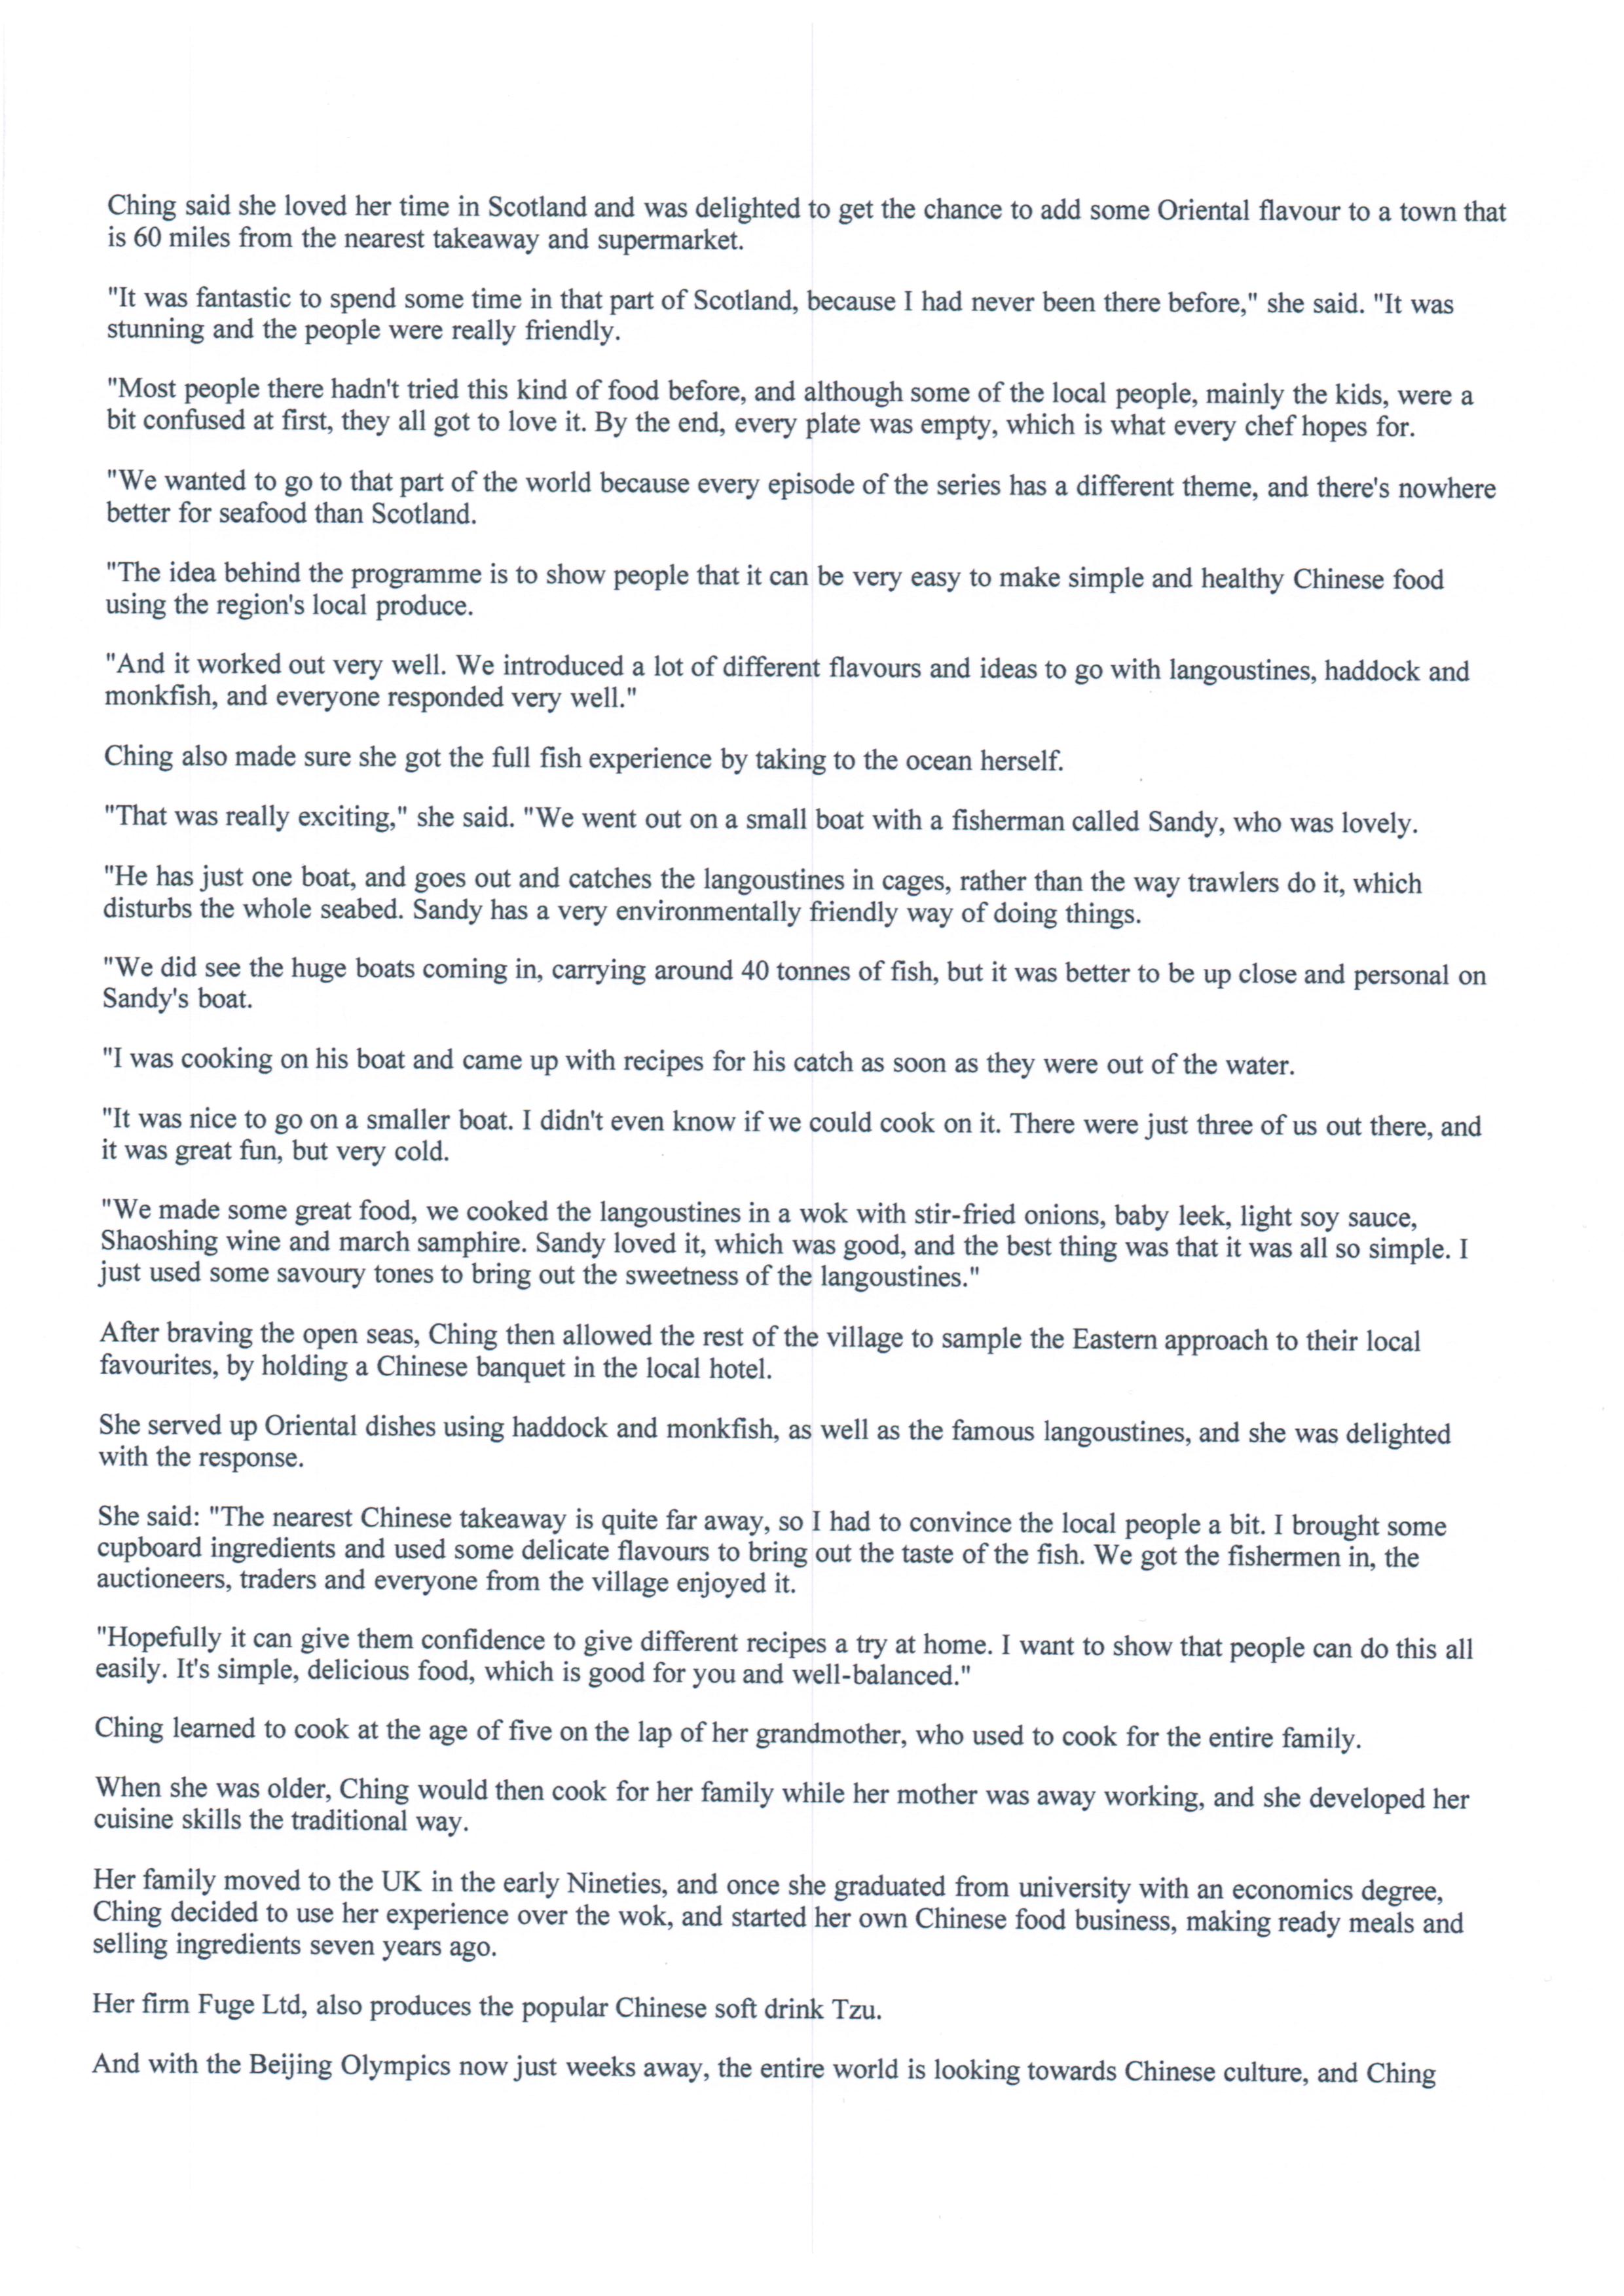 Ching said she loved her time in Scotland and was delighted to get the chance to add some Oriental flavour to a town that
is 60 miles from the nearest takeaway and supermarket.
"It was fantastic to spend some time in that part of Scotland, because I had never been there before," she said. "It was
stunning and the people were really friendly.
"Most people there hadn't tried this kind of food before, and although some of the local people, mainly the kids, were a
bit confused at first, they all got to love it. By the end, every plate was empty, which is what every chef hopes for.
"We wanted to go to that part of the world because every episode of the series has a different theme, and there's nowhere
better for seafood than Scotland.
"The idea behind the programme is to show people that it can be very easy to make simple and healthy Chinese food
using the region's local produce.
"And it worked out very well. We introduced a lot of different flavours and ideas to go with langoustines, haddock and
monkfish, and everyone responded very well."
Ching also made sure she got the full fish experience by taking to the ocean herself.
"That was really exciting," she said. "We went out on a small boat with a fisherman called Sandy, who was lovely.
"He has just one boat, and goes out and catches the langoustines in cages, rather than the way trawlers do it, which
disturbs the whole seabed. Sandy has a very environmentally friendly way of doing things.
"We did see the huge boats coming in, carrying around 40 tonnes of fish, but it was better to be up close and personal on
Sandy's boat.
"I was cooking on his boat and came up with recipes for his catch as soon as they were out of the water.
"It was nice to go on a smaller boat. I didn't even know if we could cook on it. There were just three of us out there, and
it was great fun, but very cold.
"We made some great food, we cooked the langoustines in a wok with stir-fried onions, baby leek, light soy sauce,
Shaoshing wine and march samphire. Sandy loved it, which was good, and the best thing was that it was all so simple. I
just used some savoury tones to bring out the sweetness of the langoustines."
After braving the open seas, Ching then allowed the rest of the village to sample the Eastern approach to their local
favourites, by holding a Chinese banquet in the local hotel.
She served up Oriental dishes using haddock and monkfish, as well as the famous langoustines, and she was delighted
with the response.
She said: "The nearest Chinese takeaway is quite far away, so I had to convince the local people a bit. I brought some
cupboard ingredients and used some delicate flavours to bring out the taste of the fish. We got the fishermen in, the
auctioneers, traders and everyone from the village enjoyed it.
"Hopefully it can give them confidence to give different recipes a try at home. I want to show that people can do this all
easily. It's simple, delicious food, which is good for you and well-balanced."
Ching learned to cook at the age of five on the lap of her grandmother, who used to cook for the entire family.
When she was older, Ching would then cook for her family while her mother was away working, and she developed her
cuisine skills the traditional way.
Her family moved to the UK in the early Nineties, and once she graduated from university with an economics degree,
Ching decided to use her experience over the wok, and started her own Chinese food business, making ready meals and
selling ingredients seven years ago.
Her firm Fuge Ltd, also produces the popular Chinese soft drink Tzu.
And with the Beijing Olympics now just weeks away, the entire world is looking towards Chinese culture, and Ching